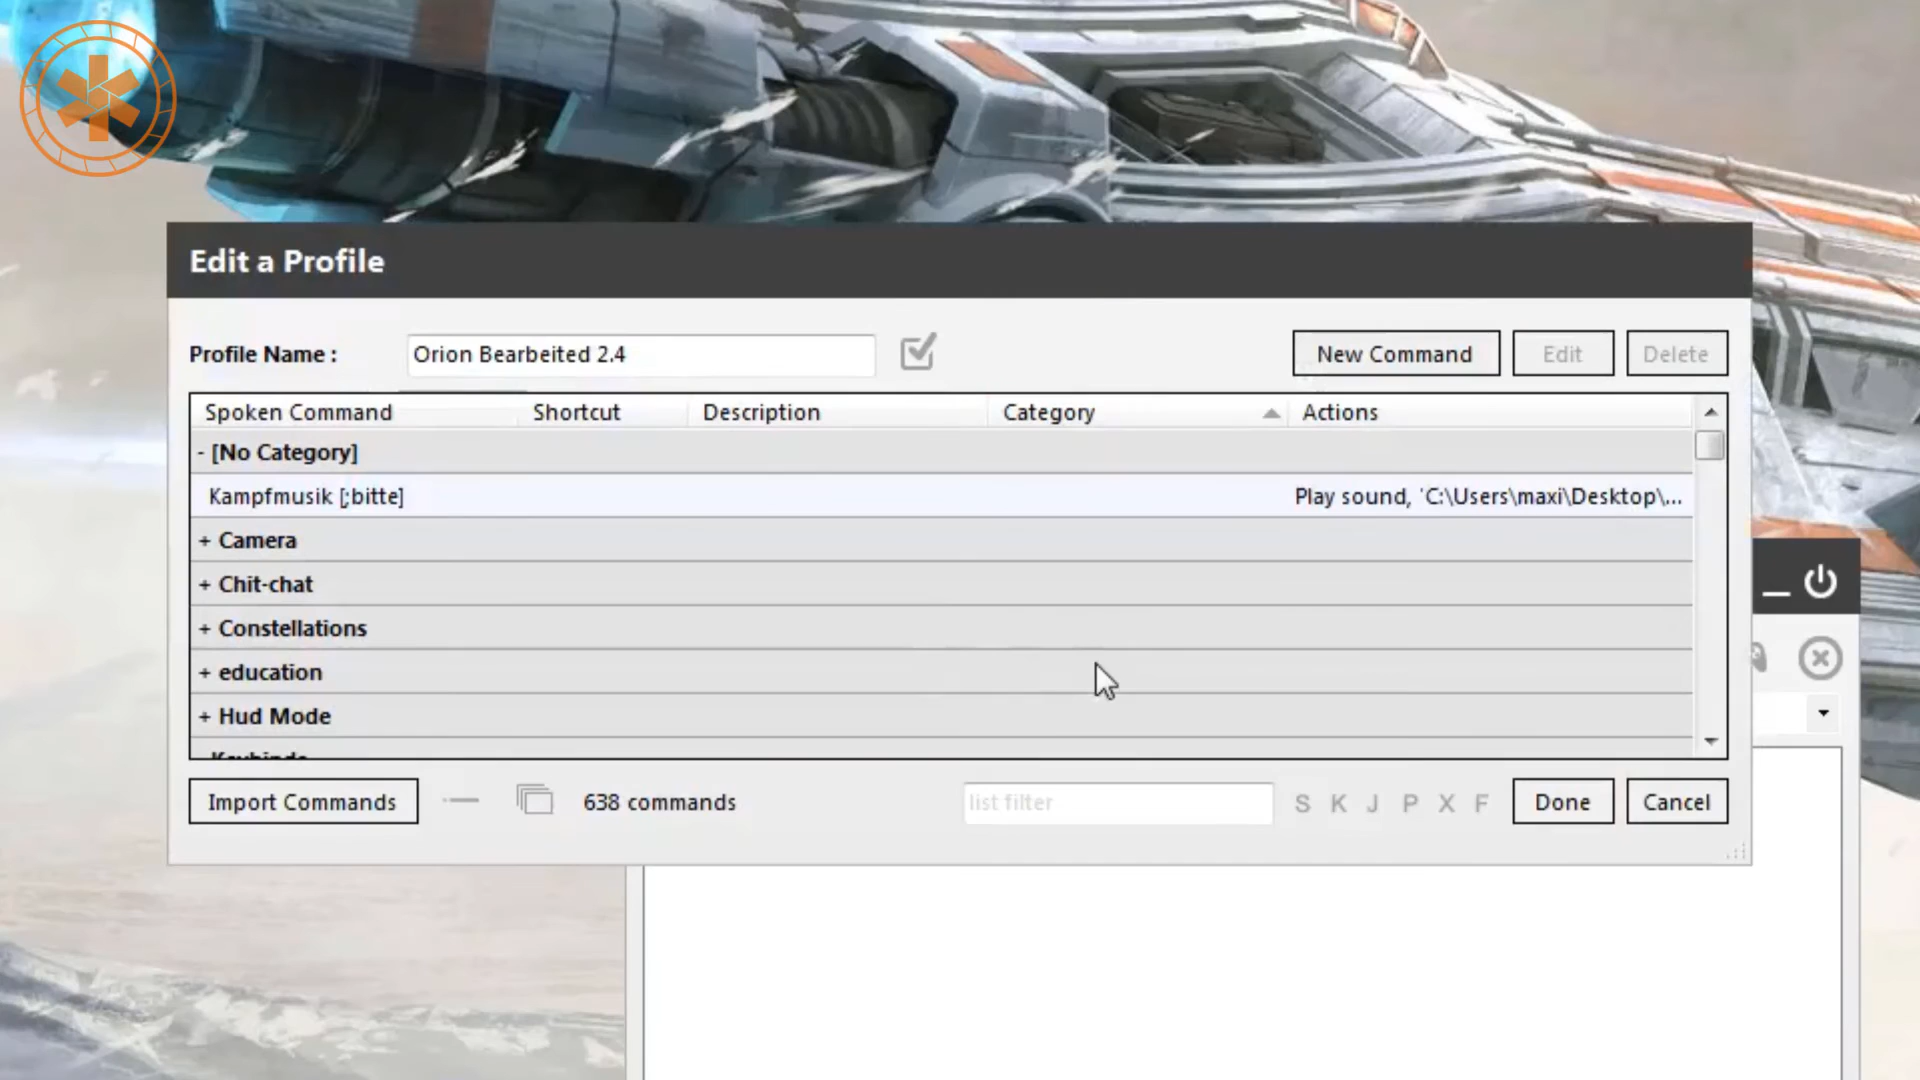 Edit a Profile
Profile Name :
Orion Bearbeited 2.4
New Command
Edit
Delete
Spoken Command
Shortcut
Description
Category
Actions
- [No Category]
Kampfmusik [;bitte]
Play sound, 'C:\Users\maxi\Desktop\...
+ Camera
+ Chit-chat
+ Constellations
+ education
+ Hud Mode
Keybinds
Import Commands
638 commands
list filter
S K J P X F
Done
Cancel